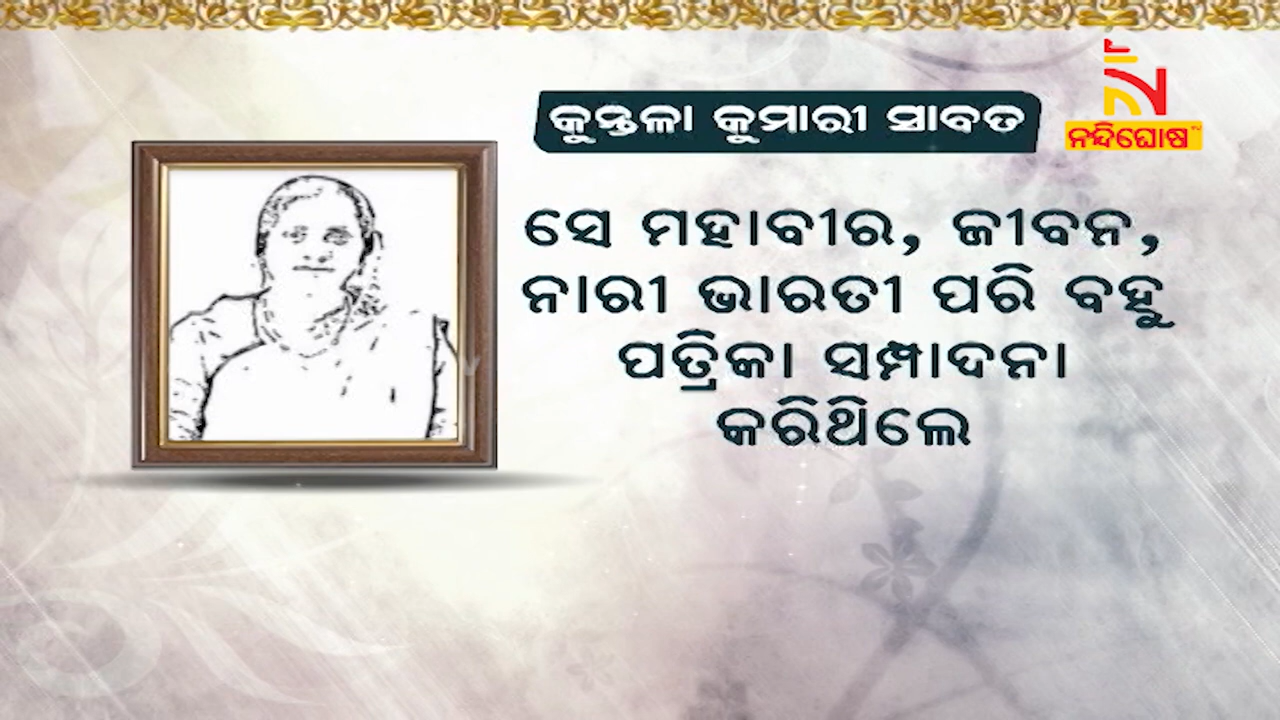 କୁନ୍ତଳା କୁମାରୀ ସାବତ
ନନ୍ଦିଘୋଷ
ସେ ମହାବୀର, ଜୀବନ,
ନାରୀ ଭାରତୀ ପରି ବହୁ
ପତ୍ରିକା ସମ୍ପାଦନା
କରିଥିଲେ